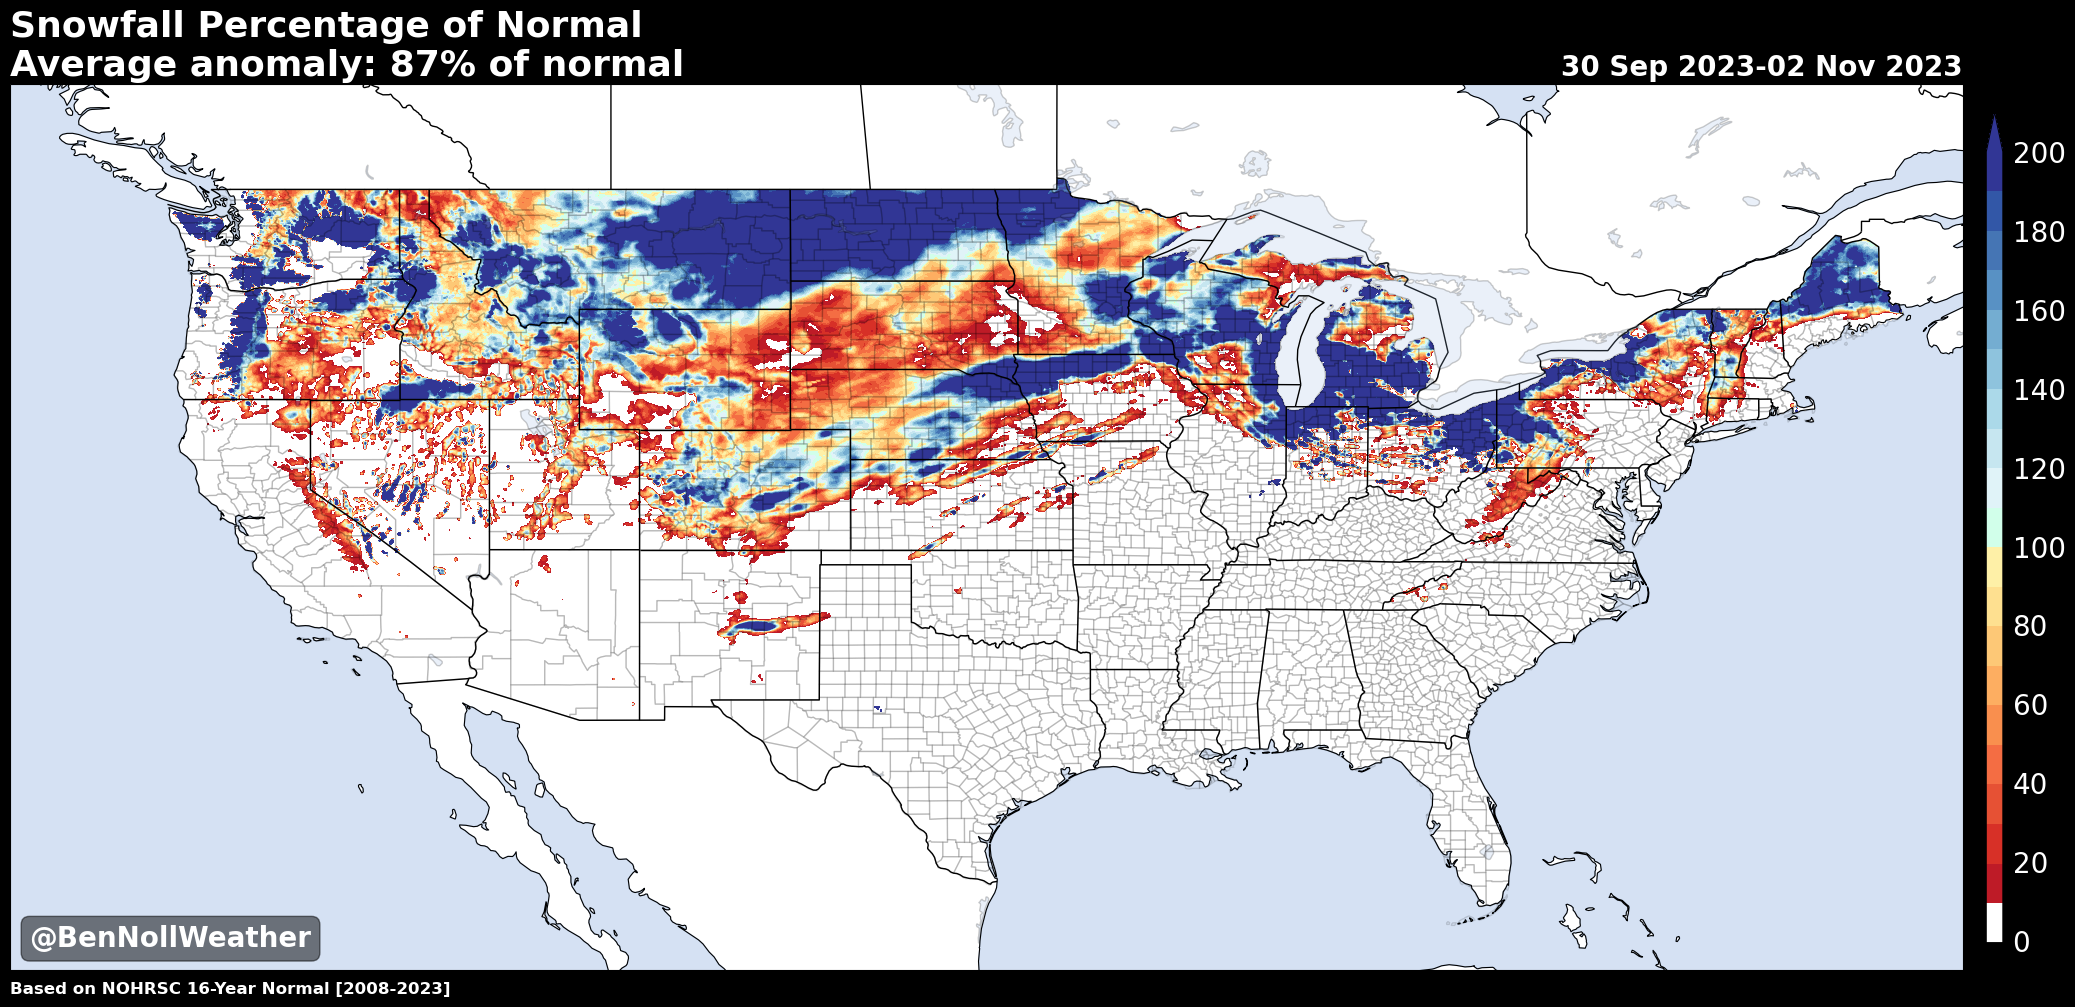 Snowfall Percentage of Normal
Average anomaly: 87% of normal
30 Sep 2023-02 Nov 2023
200
180
160
140
120
100
80
60
40
20
0
@BenNollWeather
Based on NOHRSC 16-Year Normal [2008-2023]